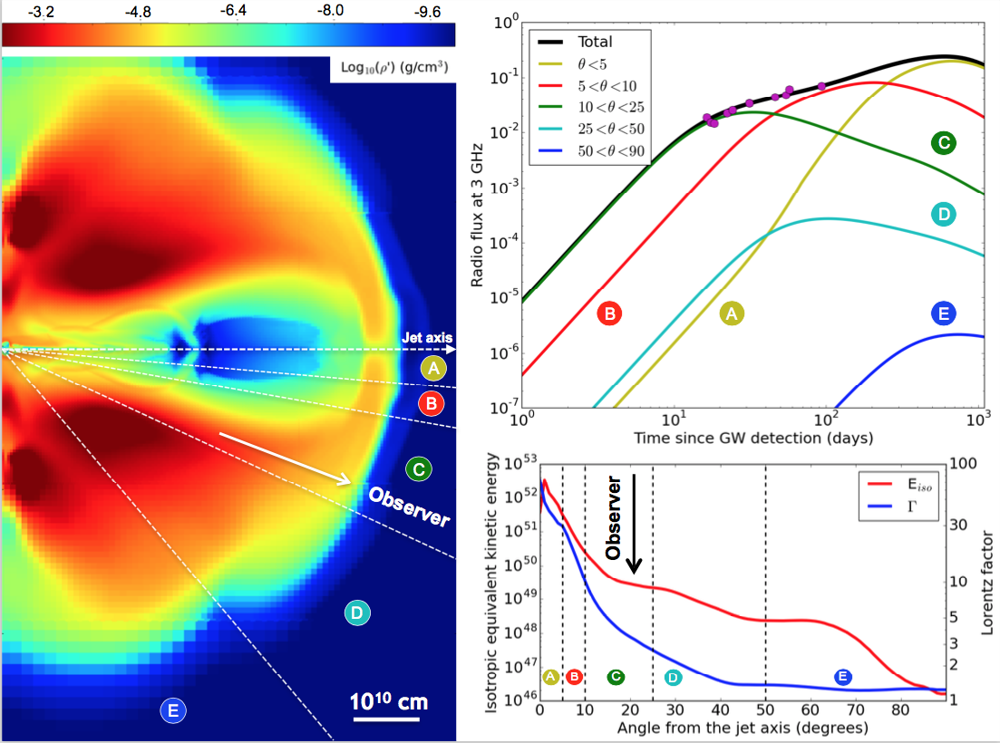 -3.2 -4.8 -6.4 -8.0 -9.6
Log₁₀(ρ') (g/cm³)
Jet axis
A
B
C
Observer
D
E
10¹⁰ cm
Radio flux at 3 GHz
10⁰
10⁻¹
10⁻²
10⁻³
10⁻⁴
10⁻⁵
10⁻⁶
10⁻⁷
Total
θ<5
5<θ<10
10<θ<25
25<θ<50
50<θ<90
C
D
B
A
E
10⁰ 10¹ 10² 10³
Time since GW detection (days)
Isotropic equivalent kinetic energy
10⁵³
10⁵²
10⁵¹
10⁵⁰
10⁴⁹
10⁴⁸
10⁴⁷
10⁴⁶
Observer
E_iso
Γ
A B C D E
100
30
10
5
3
2
1
Lorentz factor
0 10 20 30 40 50 60 70 80
Angle from the jet axis (degrees)